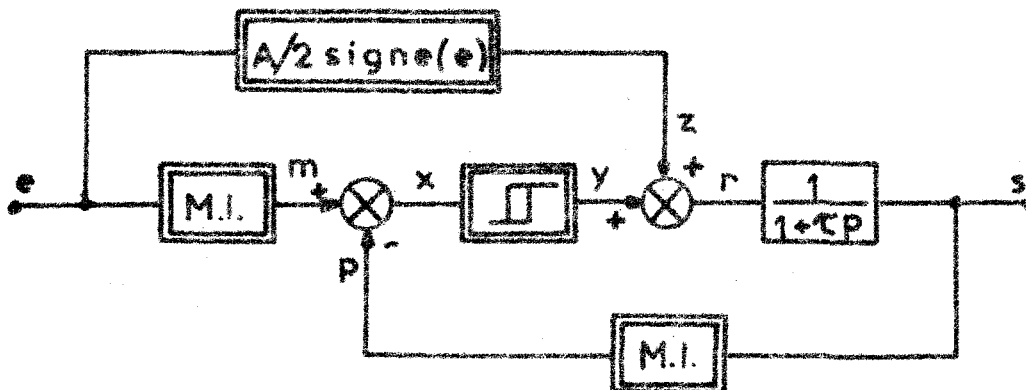 A/2 signe(e)
z
e
M.I.
m
+
x
y
+
+
r
1
1+τp
s
p
-
M.I.